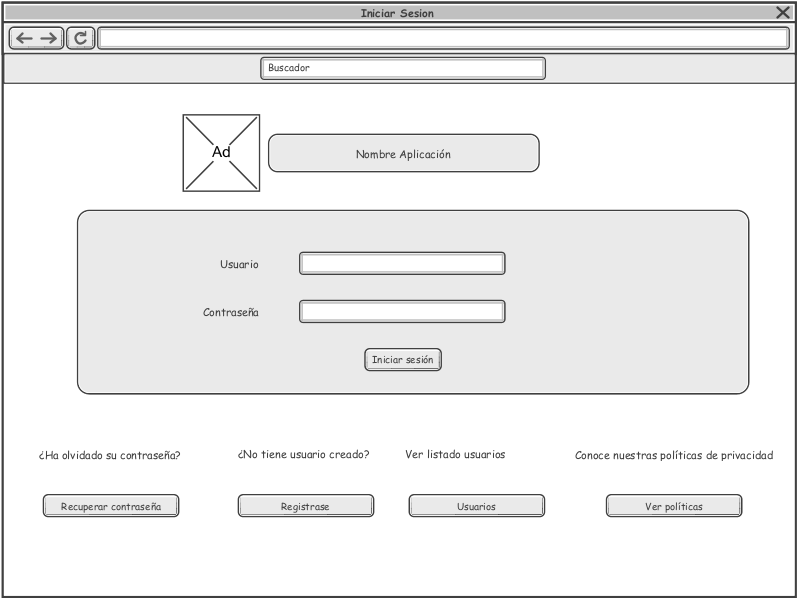 Iniciar Sesion
Buscador
Ad
Nombre Aplicación
Usuario
Contraseña
Iniciar sesión
¿Ha olvidado su contraseña?
¿No tiene usuario creado?
Ver listado usuarios
Conoce nuestras políticas de privacidad
Recuperar contraseña
Registrase
Usuarios
Ver políticas